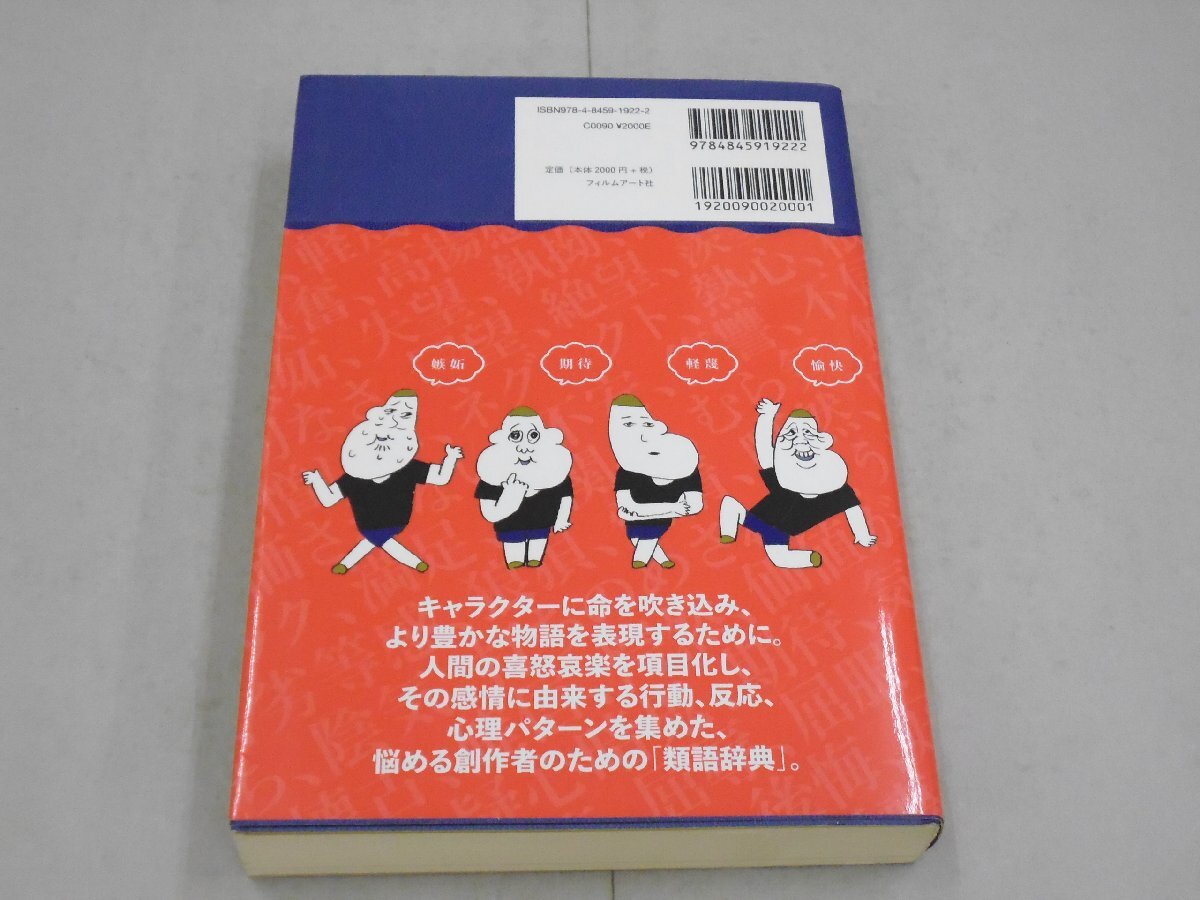 ISBN978-4-8459-1922-2
C0090 ¥2000E
9784845919222
定価(本体2000円+税)
フィルムアート社
1920090020001
嫉妬
期待
軽蔑
愉快
キャラクターに命を吹き込み、
より豊かな物語を表現するために。
人間の喜怒哀楽を項目化し、
その感情に由来する行動、反応、
心理パターンを集めた、
悩める創作者のための「類語辞典」。